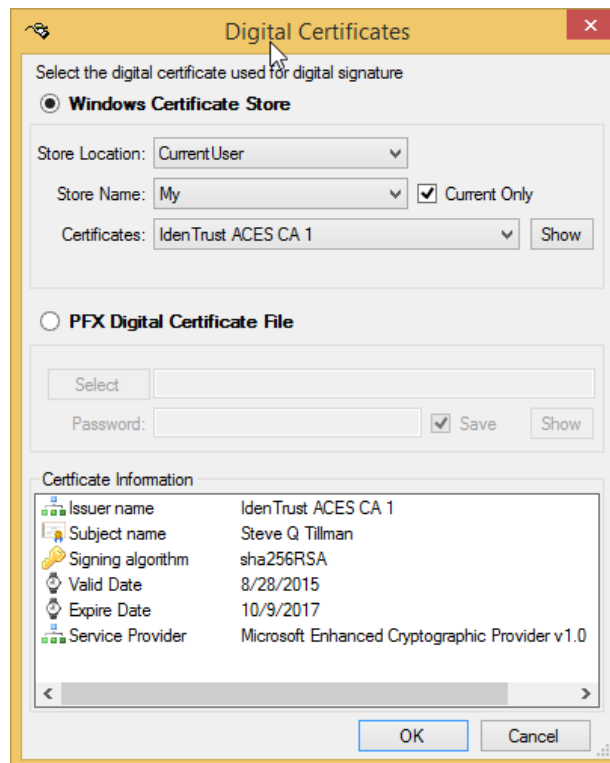 Digital Certificates
Select the digital certificate used for digital signature
Windows Certificate Store
Store Location: CurrentUser
Store Name: My Current Only
Certificates: IdenTrust ACES CA 1 Show
PFX Digital Certificate File
Select
Password: Save Show
Certficate Information
Issuer name IdenTrust ACES CA 1
Subject name Steve Q Tillman
Signing algorithm sha256RSA
Valid Date 8/28/2015
Expire Date 10/9/2017
Service Provider Microsoft Enhanced Cryptographic Provider v1.0
OK Cancel